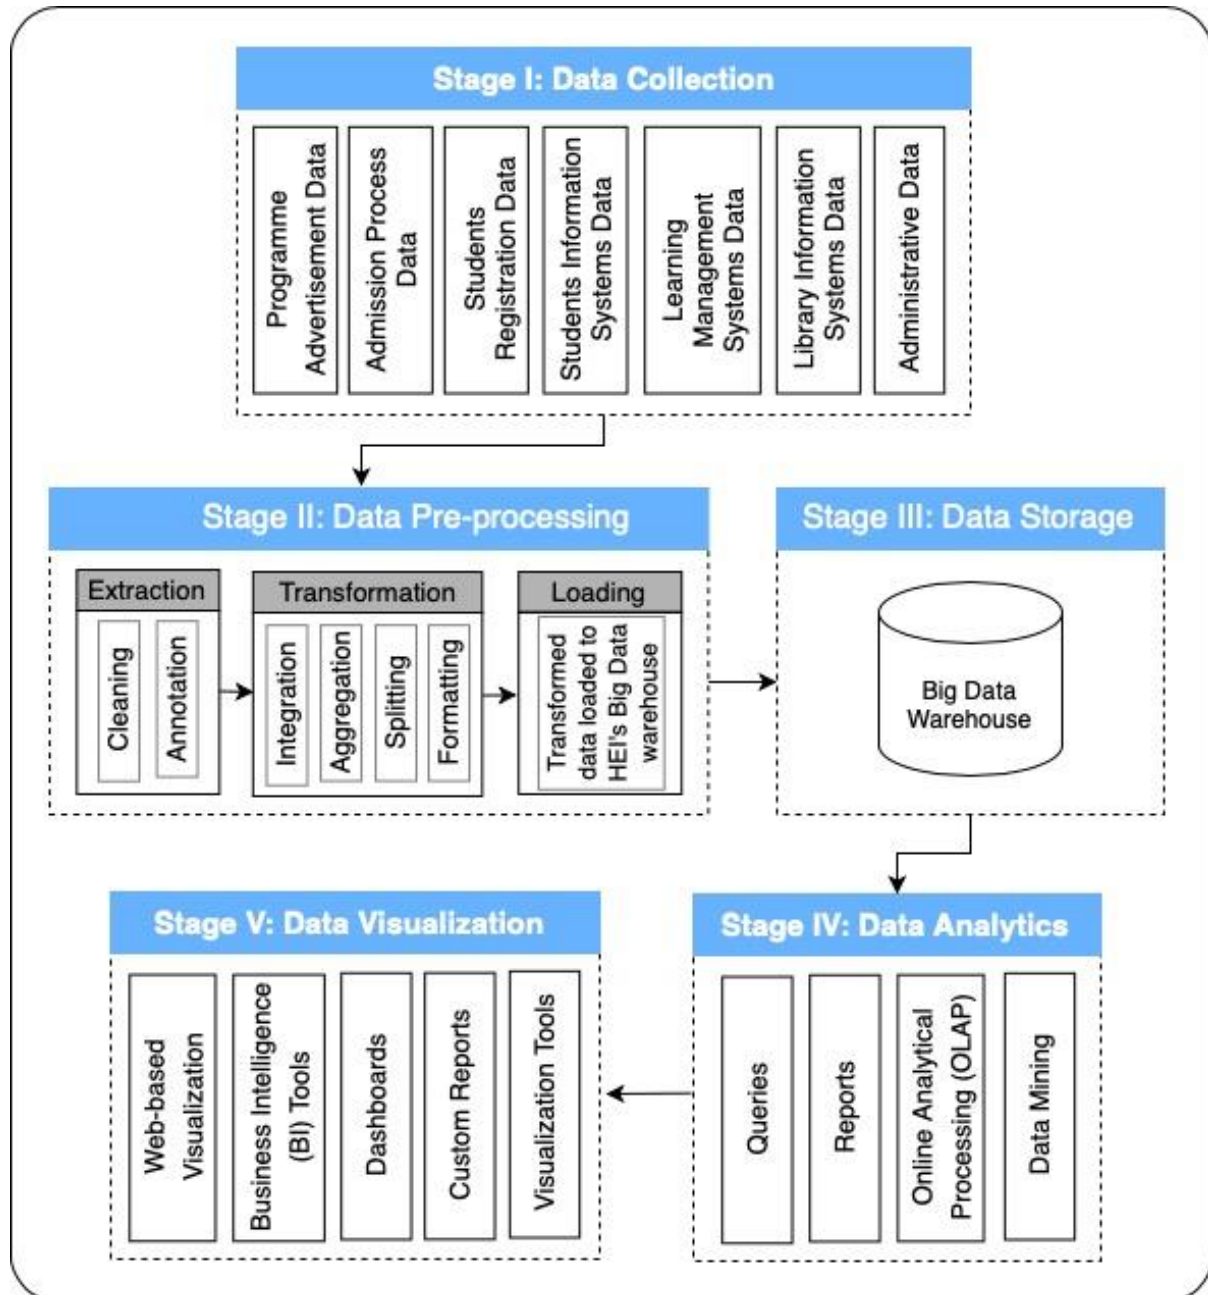 Stage I: Data Collection
Programme
Advertisement Data
Admission Process
Data
Students
Registration Data
Students Information
Systems Data
Learning
Management
Systems Data
Library Information
Systems Data
Administrative Data
Stage II: Data Pre-processing
Extraction
Cleaning
Annotation
Transformation
Integration
Aggregation
Splitting
Formatting
Loading
Transformed
data loaded to
HEI's Big Data
warehouse
Stage III: Data Storage
Big Data
Warehouse
Stage IV: Data Analytics
Queries
Reports
Online Analytical
Processing (OLAP)
Data Mining
Stage V: Data Visualization
Web-based
Visualization
Business Intelligence
(BI) Tools
Dashboards
Custom Reports
Visualization Tools